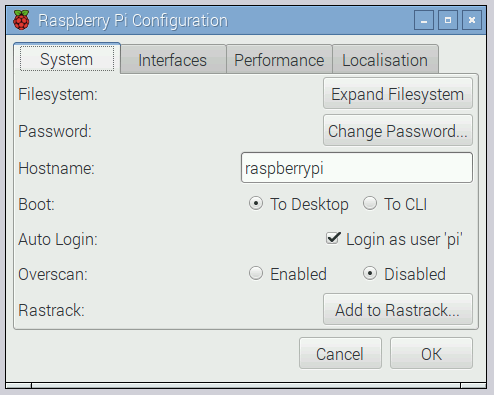 Raspberry Pi Configuration
System Interfaces Performance Localisation
Filesystem: Expand Filesystem
Password: Change Password...
Hostname: raspberrypi
Boot: To Desktop To CLI
Auto Login: Login as user 'pi'
Overscan: Enabled Disabled
Rastrack: Add to Rastrack...
Cancel OK